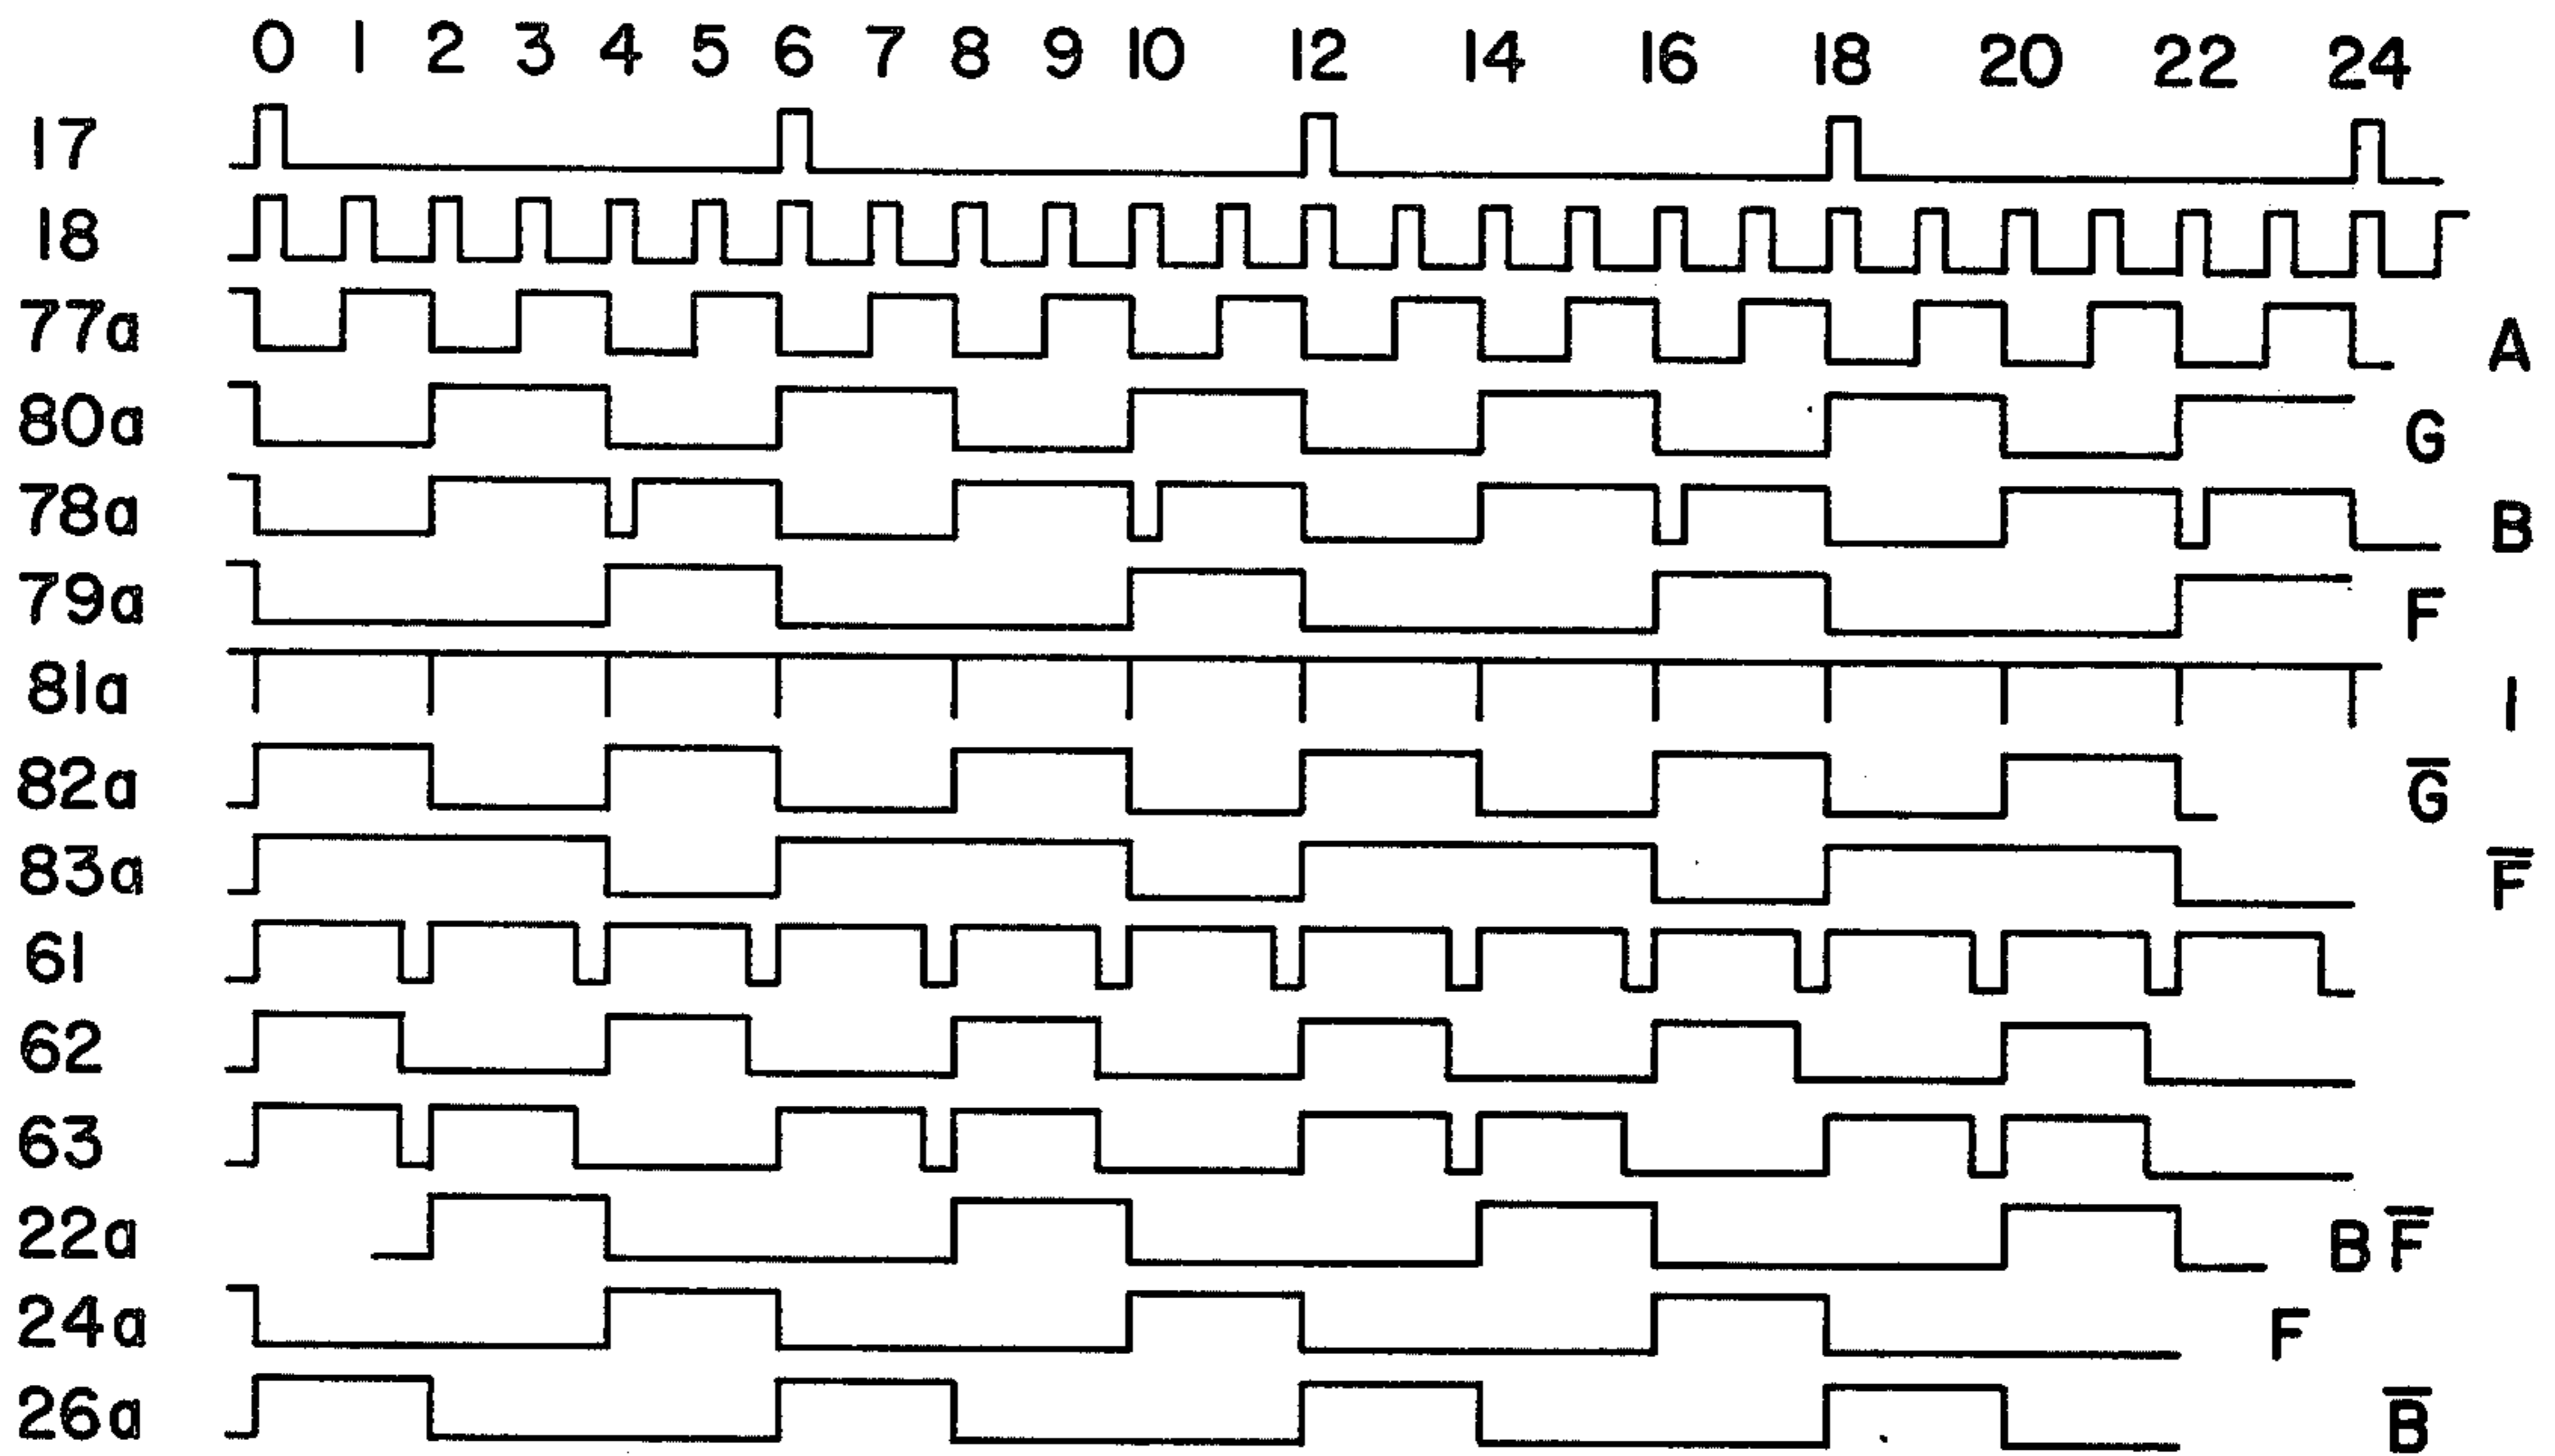 0 1 2 3 4 5 6 7 8 9 10 12 14 16 18 20 22 24
17
18
77a A
80a G
78a B
79a F
81a I
82a G̅
83a F̅
61
62
63
22a B F̅
24a F
26a B̅